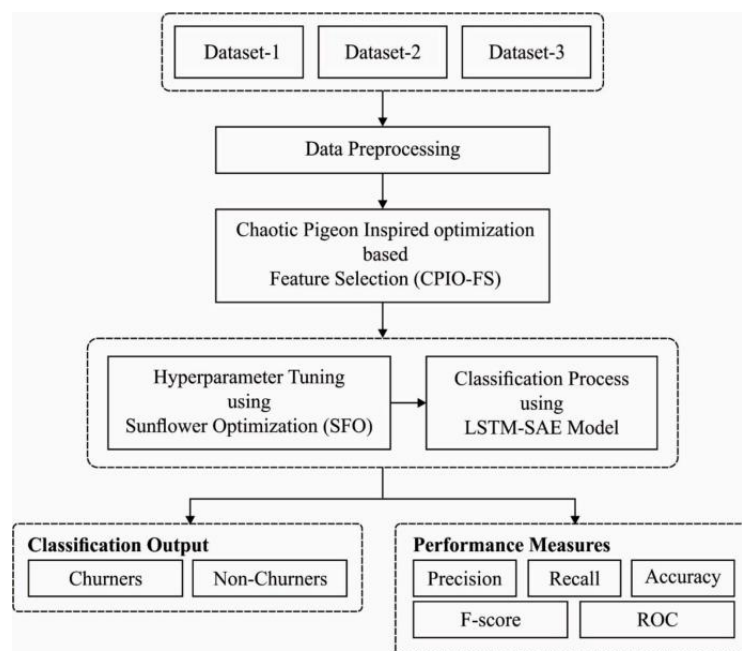 Dataset-1
Dataset-2
Dataset-3
Data Preprocessing
Chaotic Pigeon Inspired optimization
based
Feature Selection (CPIO-FS)
Hyperparameter Tuning
using
Sunflower Optimization (SFO)
Classification Process
using
LSTM-SAE Model
Classification Output
Churners
Non-Churners
Performance Measures
Precision
Recall
Accuracy
F-score
ROC